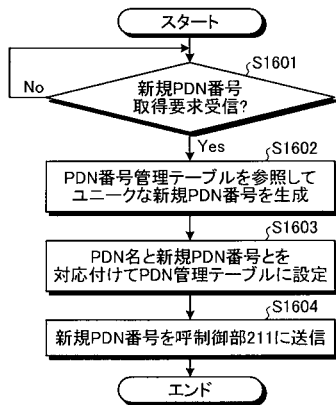 スタート
S1601
新規PDN番号
取得要求受信?
No
Yes
S1602
PDN番号管理テーブルを参照して
ユニークな新規PDN番号を生成
S1603
PDN名と新規PDN番号とを
対応付けてPDN管理テーブルに設定
S1604
新規PDN番号を呼制御部211に送信
エンド